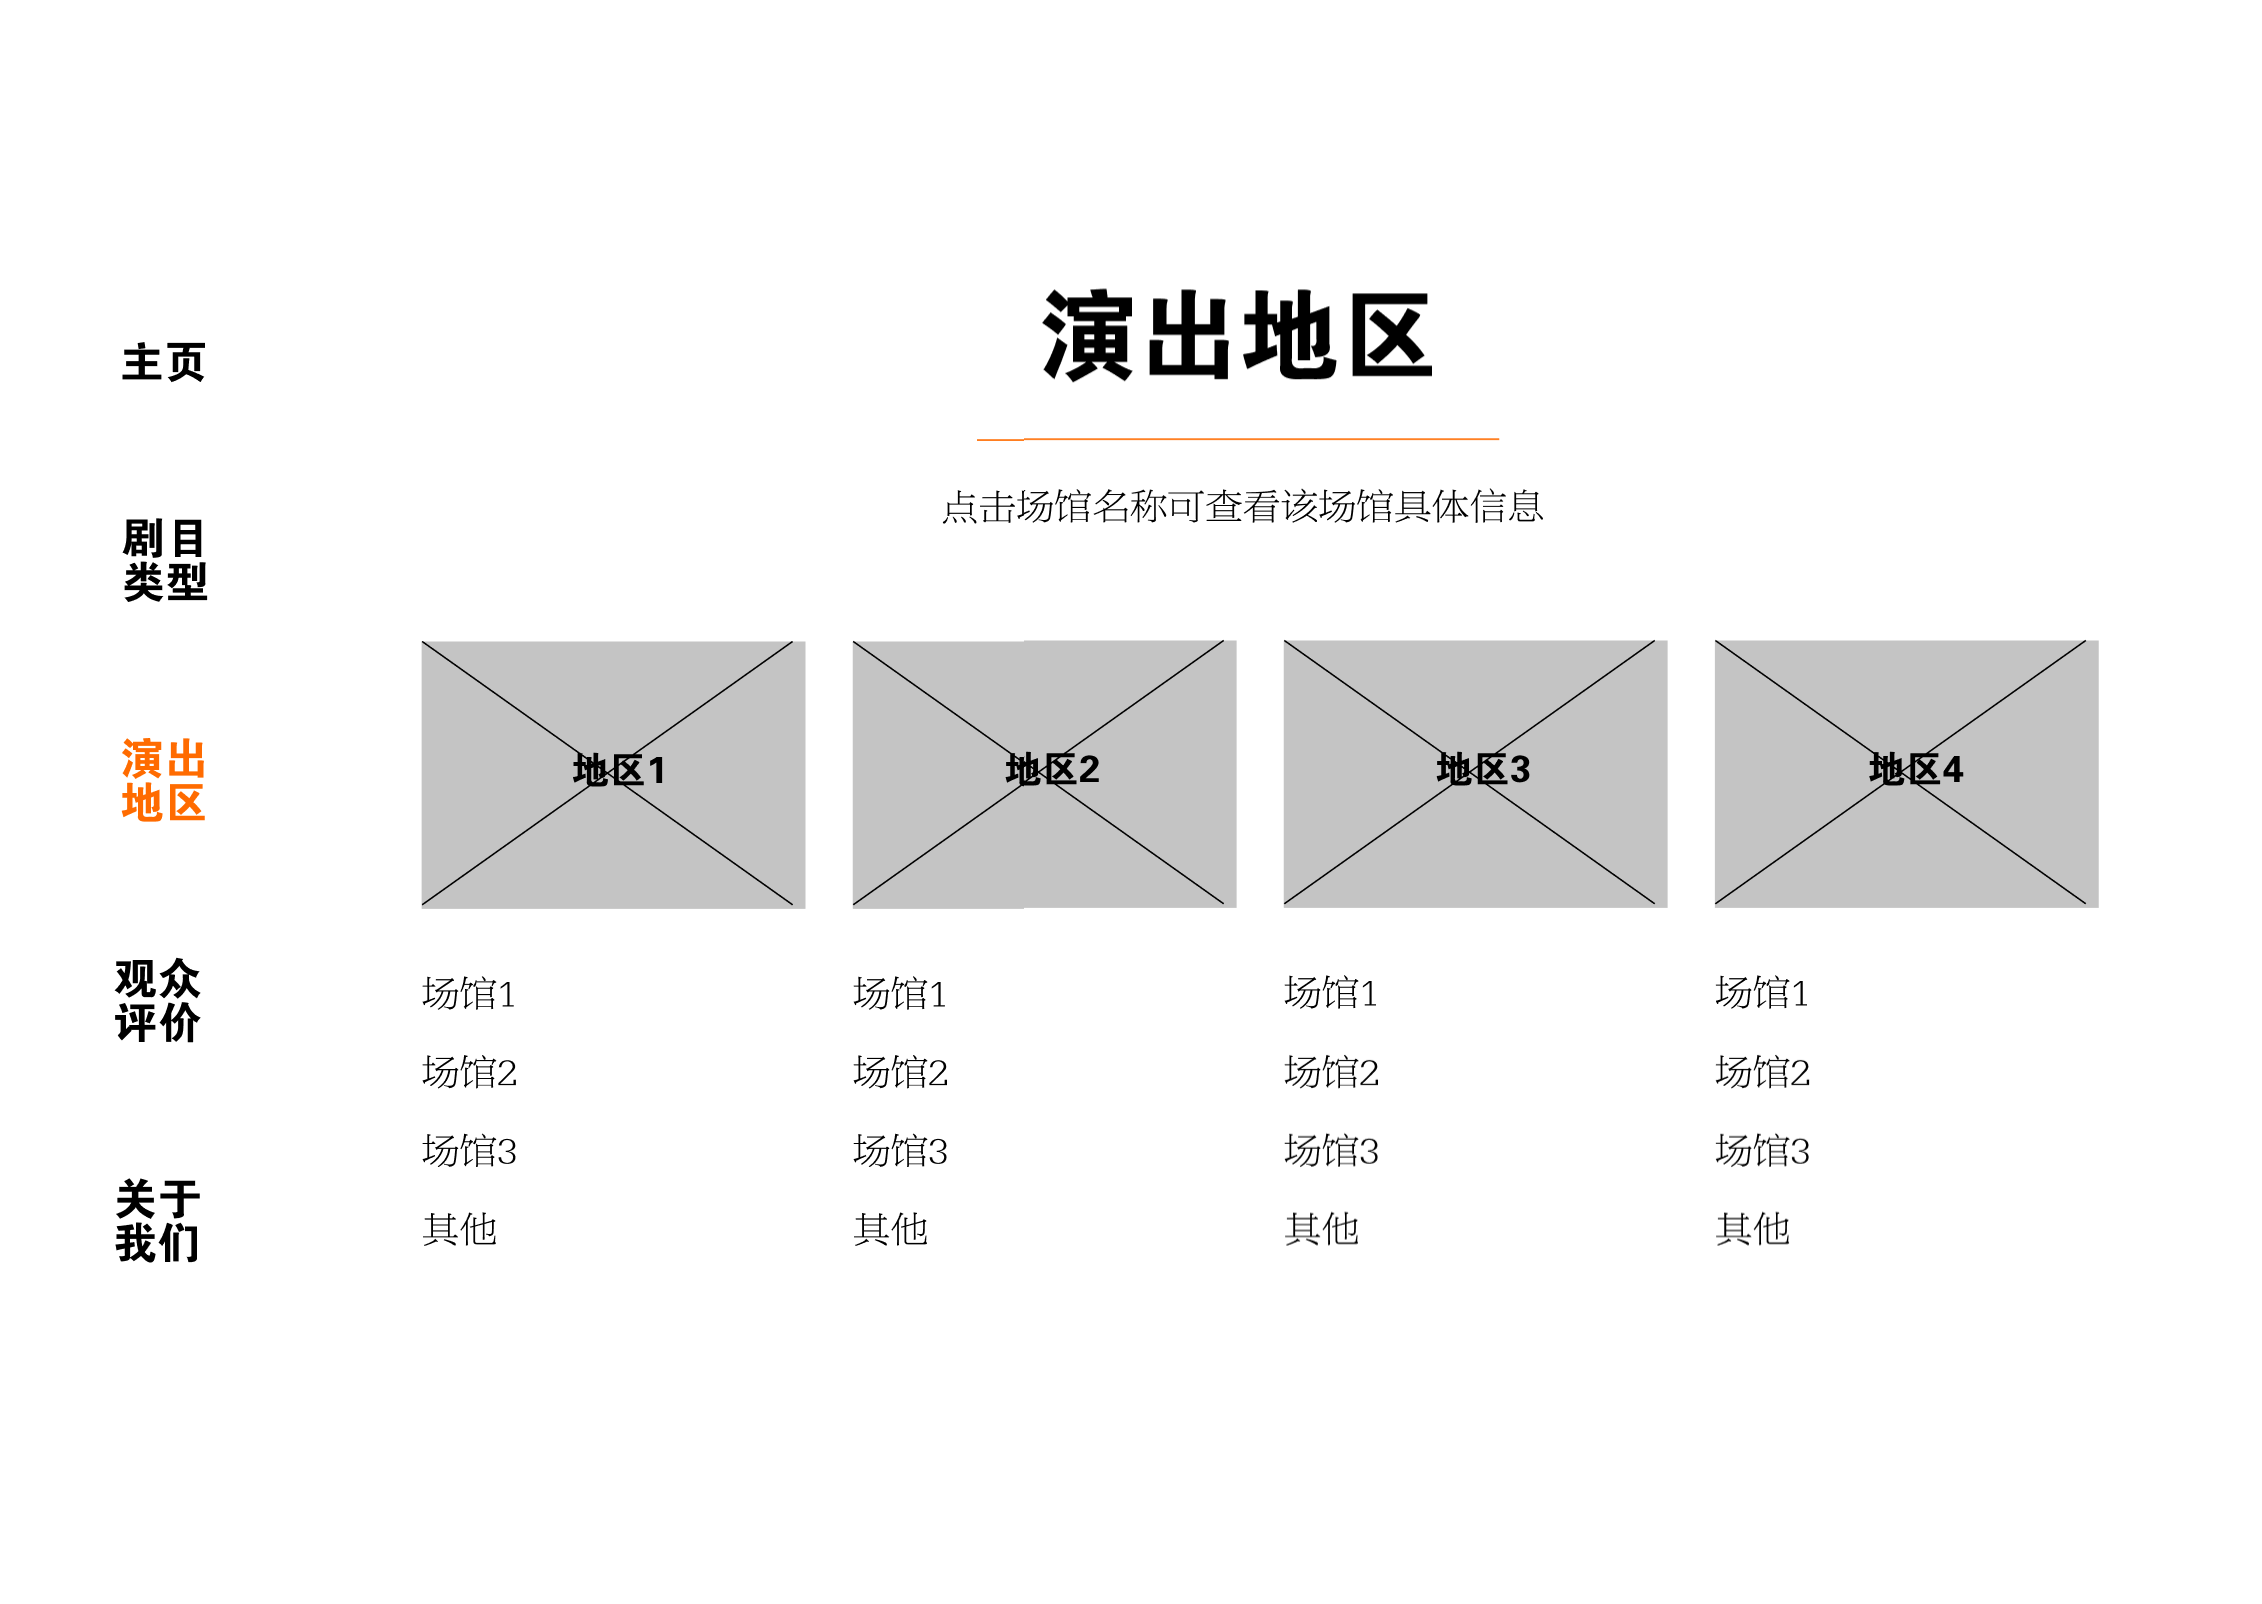 主页
剧目
类型
演出
地区
观众
评价
关于
我们
演出地区
点击场馆名称可查看该场馆具体信息
地区1
场馆1
场馆2
场馆3
其他
地区2
场馆1
场馆2
场馆3
其他
地区3
场馆1
场馆2
场馆3
其他
地区4
场馆1
场馆2
场馆3
其他